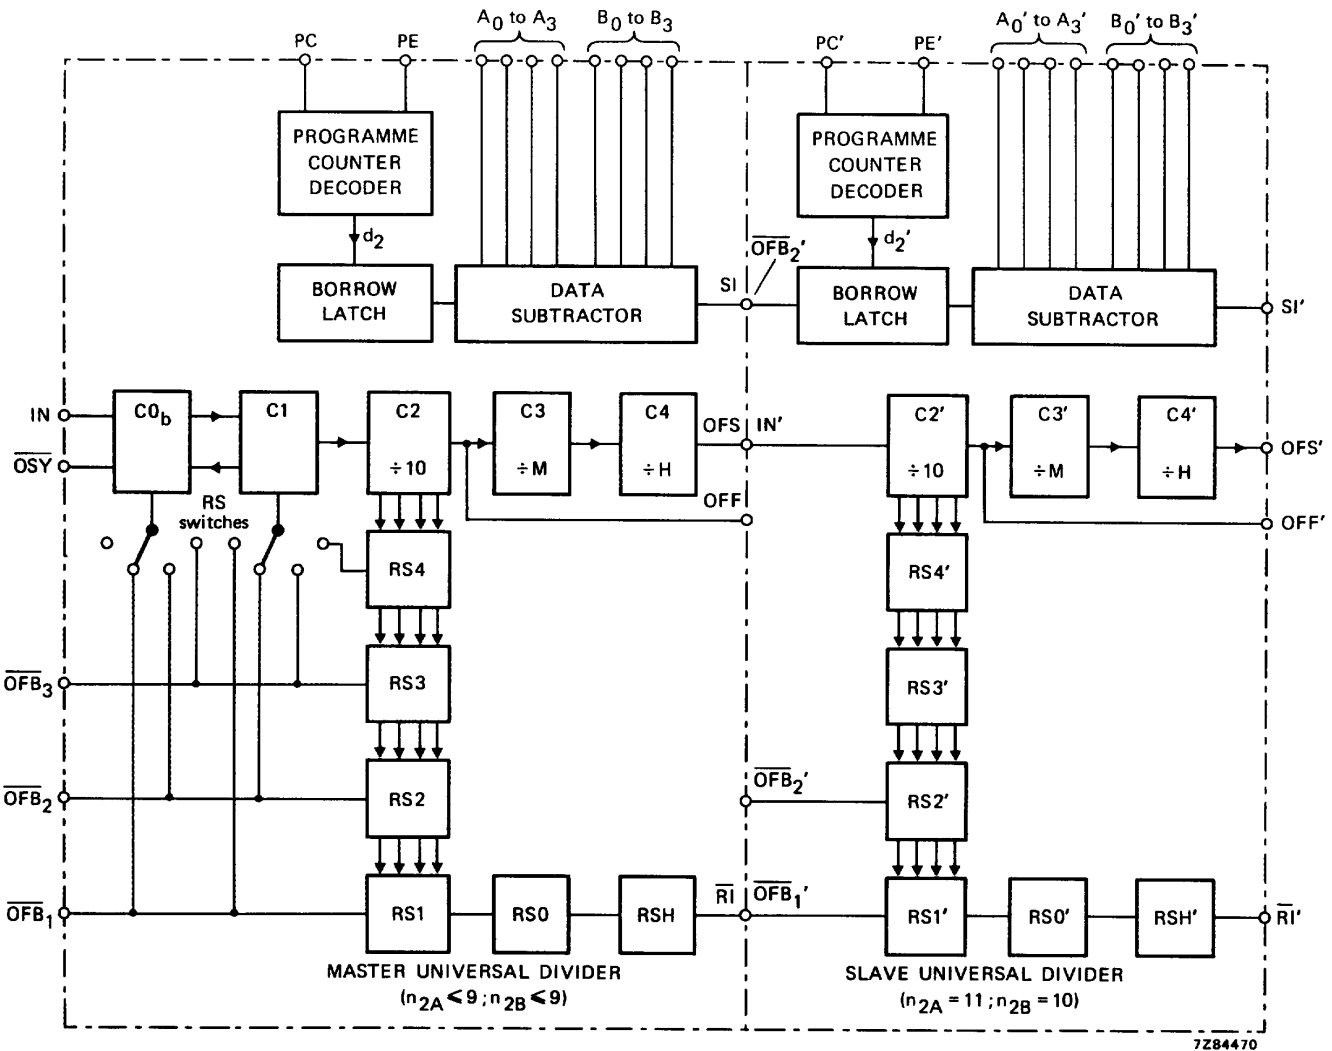 A0 to A3 B0 to B3 A0' to A3' B0' to B3'
PC PE PC' PE'
PROGRAMME
COUNTER
DECODER
PROGRAMME
COUNTER
DECODER
d2 d2'
OFB2'
BORROW
LATCH
DATA
SUBTRACTOR
SI
BORROW
LATCH
DATA
SUBTRACTOR
SI'
IN
OSY
C0b
C1
C2
÷10
C3
÷M
C4
÷H
OFS IN'
OFF
C2'
÷10
C3'
÷M
C4'
÷H
OFS'
OFF'
RS
switches
RS4 RS4'
OFB3 RS3 RS3'
OFB2 RS2 OFB2' RS2'
OFB1 RS1 RS0 RSH RI OFB1' RS1' RS0' RSH' RI'
MASTER UNIVERSAL DIVIDER
(n2A ≤ 9 ; n2B ≤ 9)
SLAVE UNIVERSAL DIVIDER
(n2A = 11 ; n2B = 10)
7Z84470